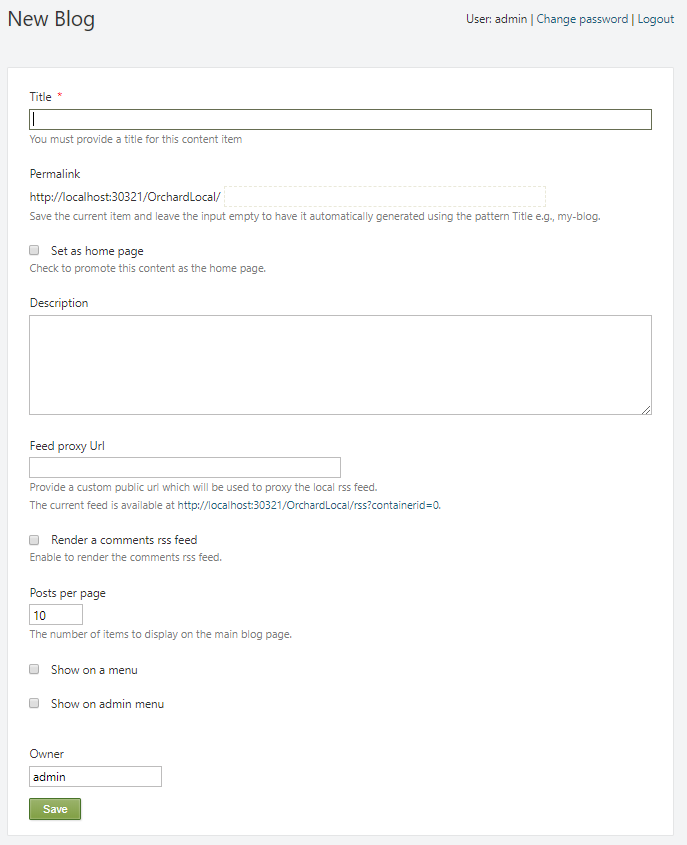 New Blog
User: admin | Change password | Logout
Title *
You must provide a title for this content item
Permalink
http://localhost:30321/OrchardLocal/
Save the current item and leave the input empty to have it automatically generated using the pattern Title e.g., my-blog.
Set as home page
Check to promote this content as the home page.
Description
Feed proxy Url
Provide a custom public url which will be used to proxy the local rss feed.
The current feed is available at http://localhost:30321/OrchardLocal/rss?containerid=0.
Render a comments rss feed
Enable to render the comments rss feed.
Posts per page
10
The number of items to display on the main blog page.
Show on a menu
Show on admin menu
Owner
admin
Save